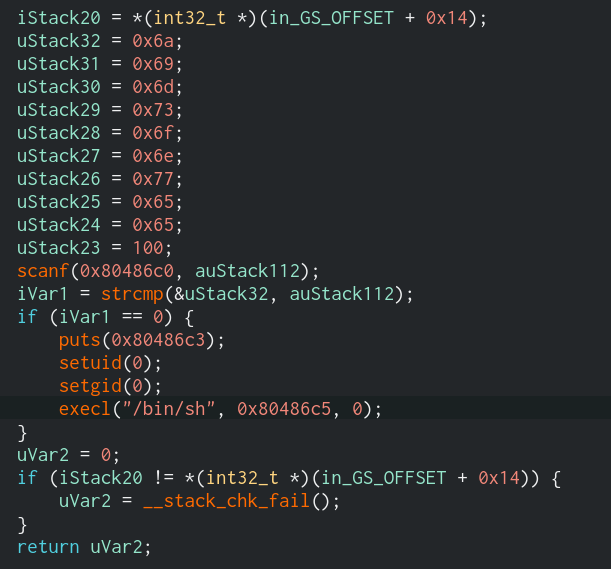 iStack20 = *(int32_t *)(in_GS_OFFSET + 0x14);
uStack32 = 0x6a;
uStack31 = 0x69;
uStack30 = 0x6d;
uStack29 = 0x73;
uStack28 = 0x6f;
uStack27 = 0x6e;
uStack26 = 0x77;
uStack25 = 0x65;
uStack24 = 0x65;
uStack23 = 100;
scanf(0x80486c0, auStack112);
iVar1 = strcmp(&uStack32, auStack112);
if (iVar1 == 0) {
    puts(0x80486c3);
    setuid(0);
    setgid(0);
    execl("/bin/sh", 0x80486c5, 0);
}
uVar2 = 0;
if (iStack20 != *(int32_t *)(in_GS_OFFSET + 0x14)) {
    uVar2 = __stack_chk_fail();
}
return uVar2;